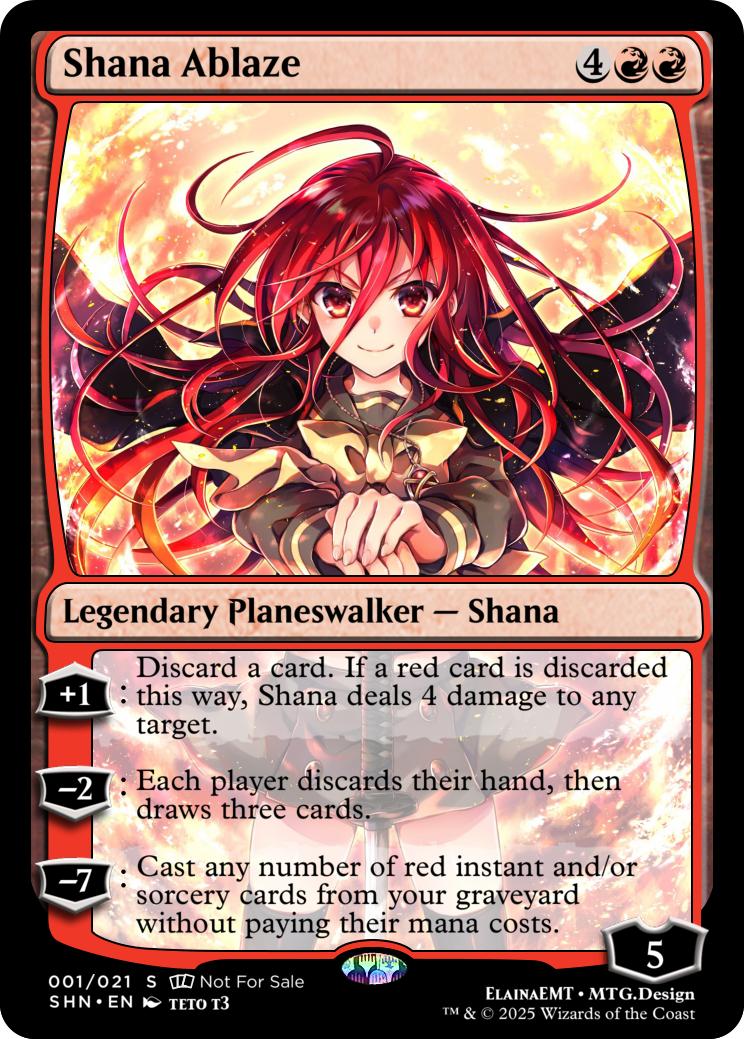 Shana Ablaze 4
Legendary Planeswalker — Shana
+1 : Discard a card. If a red card is discarded
this way, Shana deals 4 damage to any
target.
−2 : Each player discards their hand, then
draws three cards.
−7 : Cast any number of red instant and/or
sorcery cards from your graveyard
without paying their mana costs.
5
001/021 S Not For Sale
SHN • EN TETO T3
ElainaEMT • MTG.Design
™ & © 2025 Wizards of the Coast